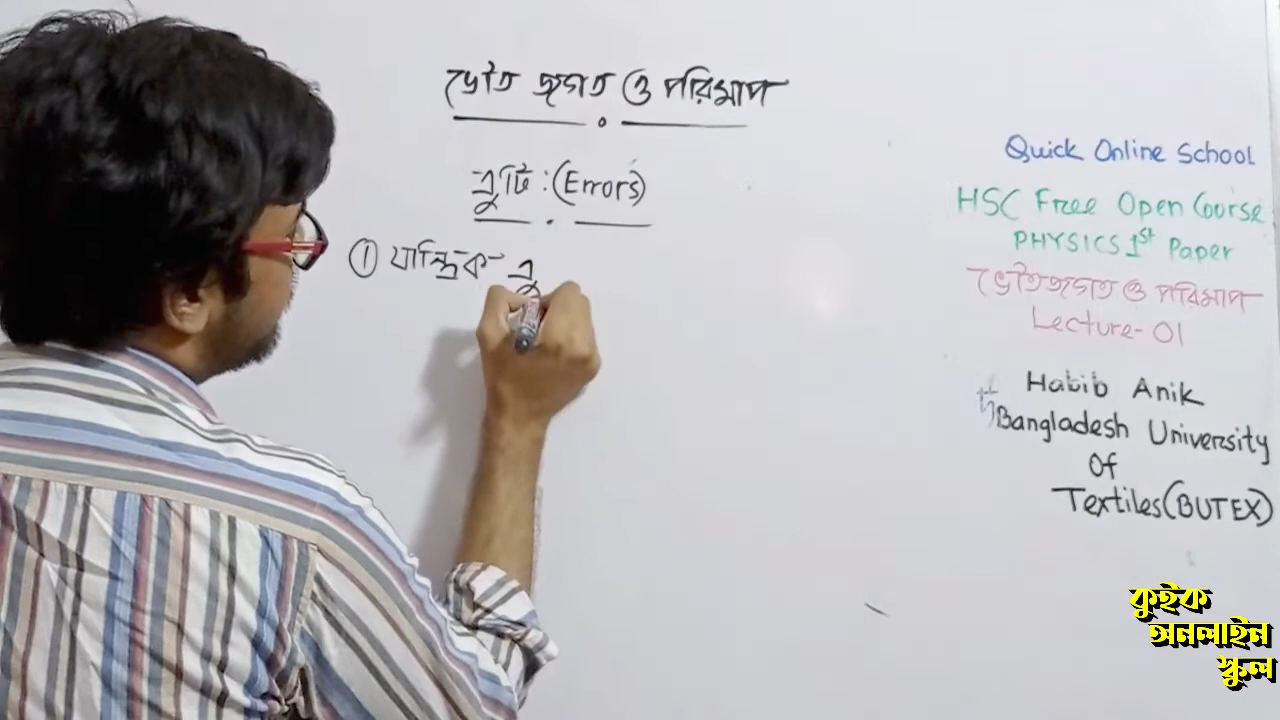 ভৌত জগত ও পরিমাপ
ত্রুটি : (Errors)
① যান্ত্রিক ত্রু
Quick Online School
HSC Free Open Course
PHYSICS 1st Paper
ভৌতজগত ও পরিমাপ
Lecture-01
Habib Anik
Bangladesh University
Of
Textiles(BUTEX)
কুইক
অনলাইন
স্কুল